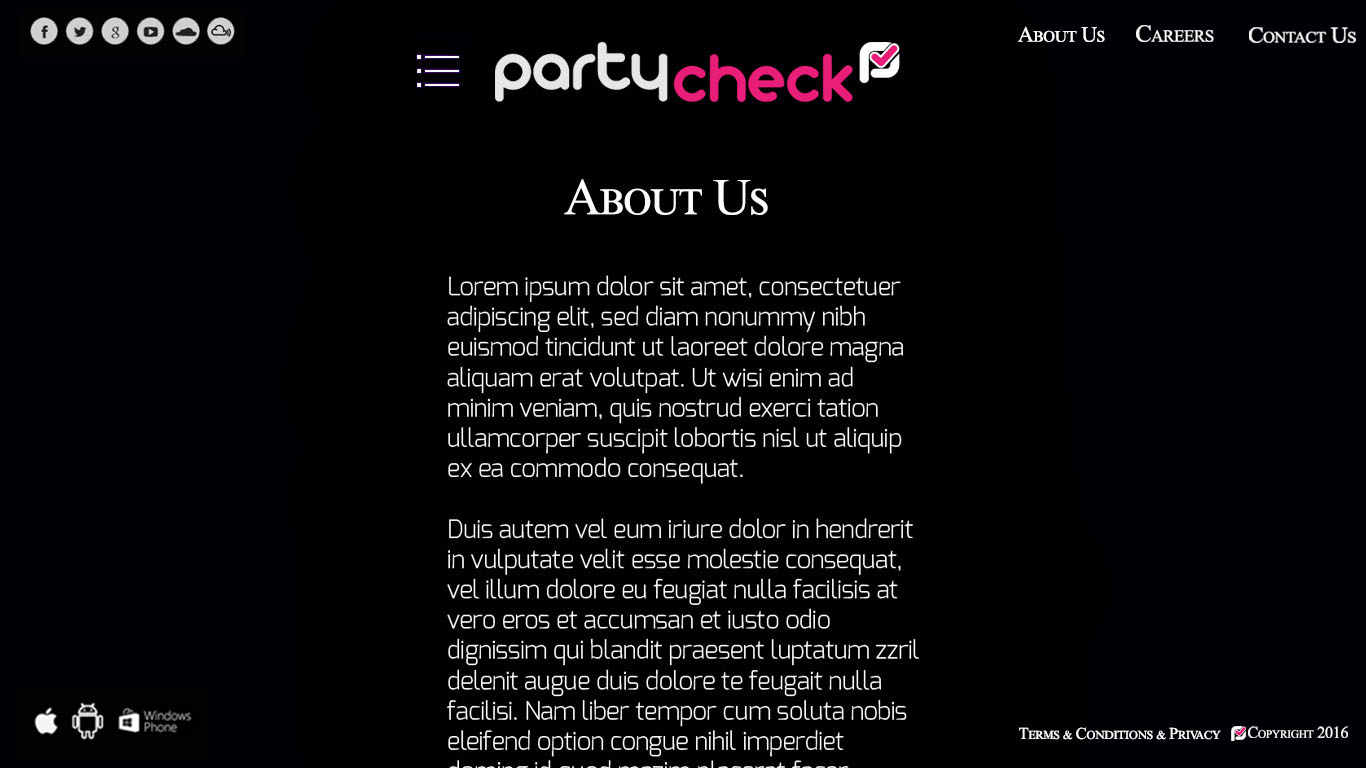 About Us
Careers
Contact Us
partycheck
About Us
Lorem ipsum dolor sit amet, consectetuer
adipiscing elit, sed diam nonummy nibh
euismod tincidunt ut laoreet dolore magna
aliquam erat volutpat. Ut wisi enim ad
minim veniam, quis nostrud exerci tation
ullamcorper suscipit lobortis nisl ut aliquip
ex ea commodo consequat.
Duis autem vel eum iriure dolor in hendrerit
in vulputate velit esse molestie consequat,
vel illum dolore eu feugiat nulla facilisis at
vero eros et accumsan et iusto odio
dignissim qui blandit praesent luptatum zzril
delenit augue duis dolore te feugait nulla
facilisi. Nam liber tempor cum soluta nobis
eleifend option congue nihil imperdiet
Windows
Phone
Terms & Conditions & Privacy
Copyright 2016